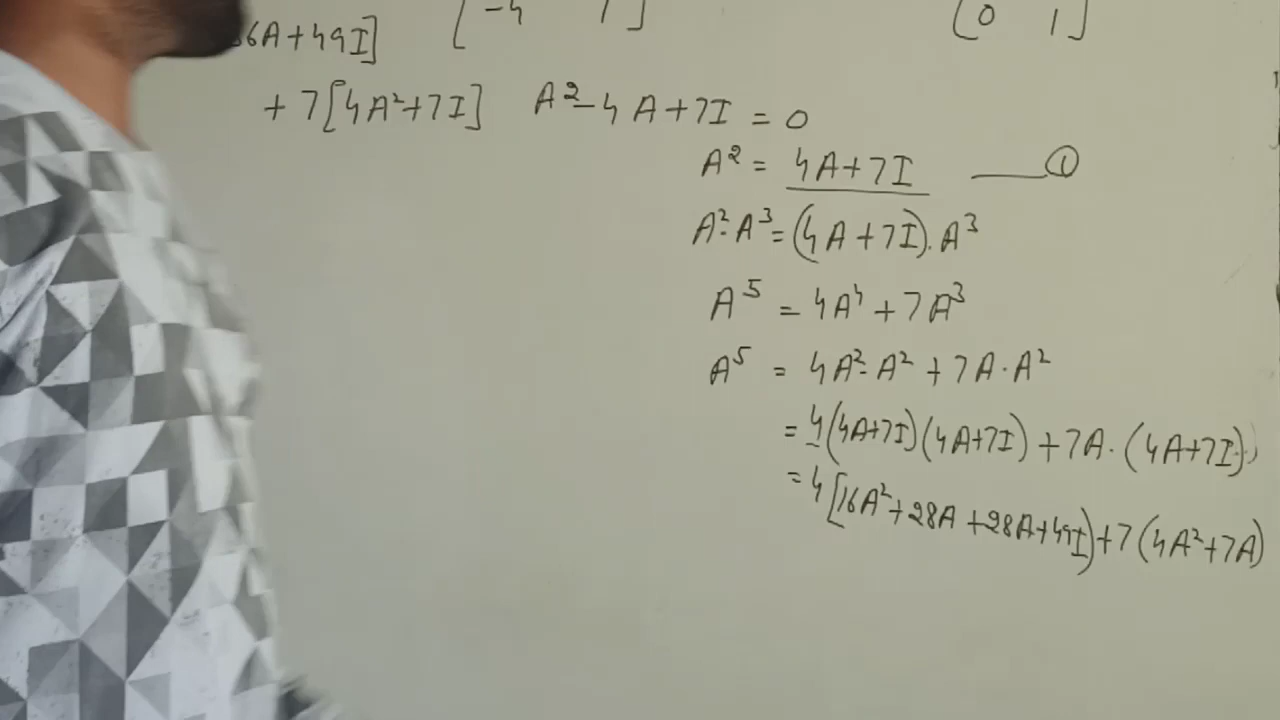 6A+49I]
+ 7[4A²+7I]
-4 1
0 1
A²-4A+7I = 0
A² = 4A+7I ——①
A²·A³=(4A+7I).A³
A⁵ = 4A⁴+7A³
A⁵ = 4A²·A²+7A·A²
=4(4A+7I)(4A+7I)+7A·(4A+7I)
=4[16A²+28A+28A+49I)+7(4A²+7A)